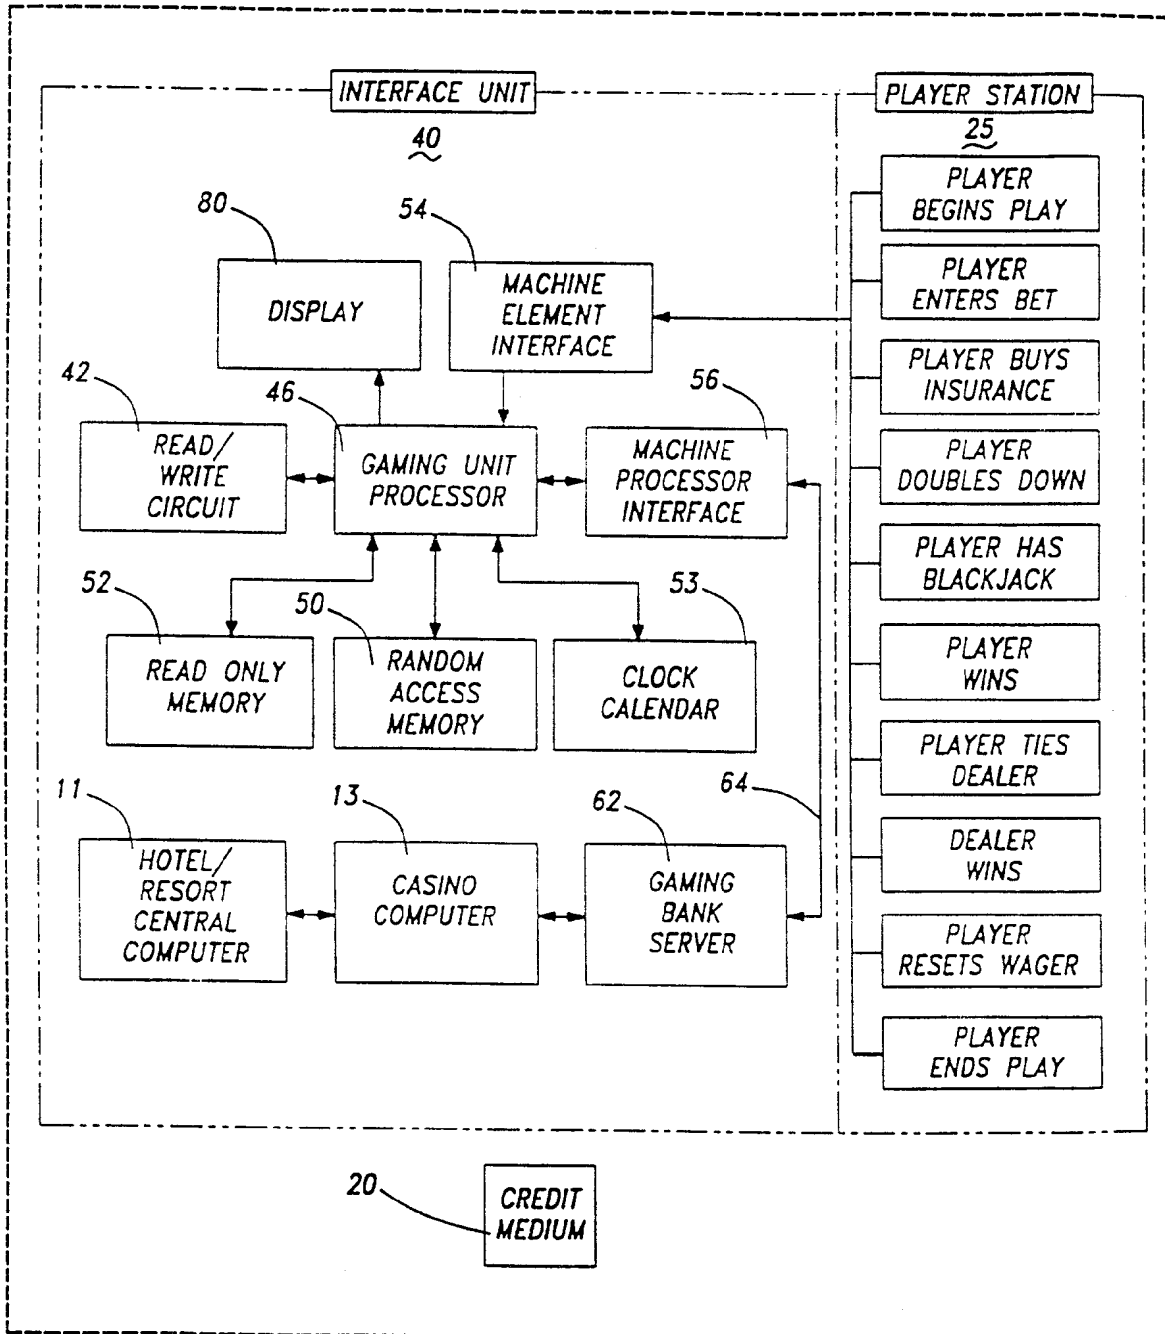 INTERFACE UNIT
40
PLAYER STATION
25
80
DISPLAY
54
MACHINE
ELEMENT
INTERFACE
42
READ/
WRITE
CIRCUIT
46
GAMING UNIT
PROCESSOR
56
MACHINE
PROCESSOR
INTERFACE
52
READ ONLY
MEMORY
50
RANDOM
ACCESS
MEMORY
53
CLOCK
CALENDAR
11
HOTEL/
RESORT
CENTRAL
COMPUTER
13
CASINO
COMPUTER
62
GAMING
BANK
SERVER
64
PLAYER
BEGINS PLAY
PLAYER
ENTERS BET
PLAYER BUYS
INSURANCE
PLAYER
DOUBLES DOWN
PLAYER HAS
BLACKJACK
PLAYER
WINS
PLAYER TIES
DEALER
DEALER
WINS
PLAYER
RESETS WAGER
PLAYER
ENDS PLAY
20
CREDIT
MEDIUM